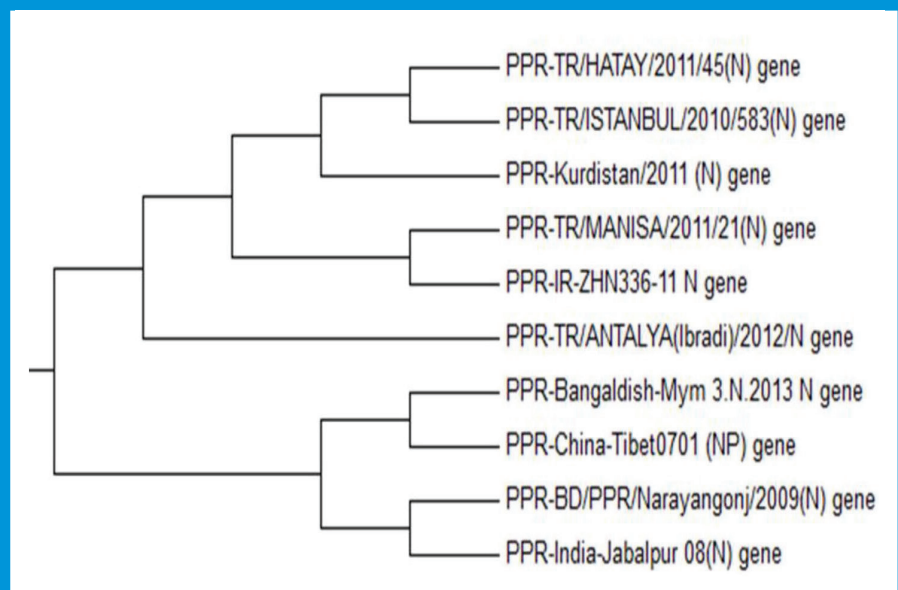 PPR-TR/HATAY/2011/45(N) gene
PPR-TR/ISTANBUL/2010/583(N) gene
PPR-Kurdistan/2011 (N) gene
PPR-TR/MANISA/2011/21(N) gene
PPR-IR-ZHN336-11 N gene
PPR-TR/ANTALYA(Ibradi)/2012/N gene
PPR-Bangaldish-Mym 3.N.2013 N gene
PPR-China-Tibet0701 (NP) gene
PPR-BD/PPR/Narayangonj/2009(N) gene
PPR-India-Jabalpur 08(N) gene